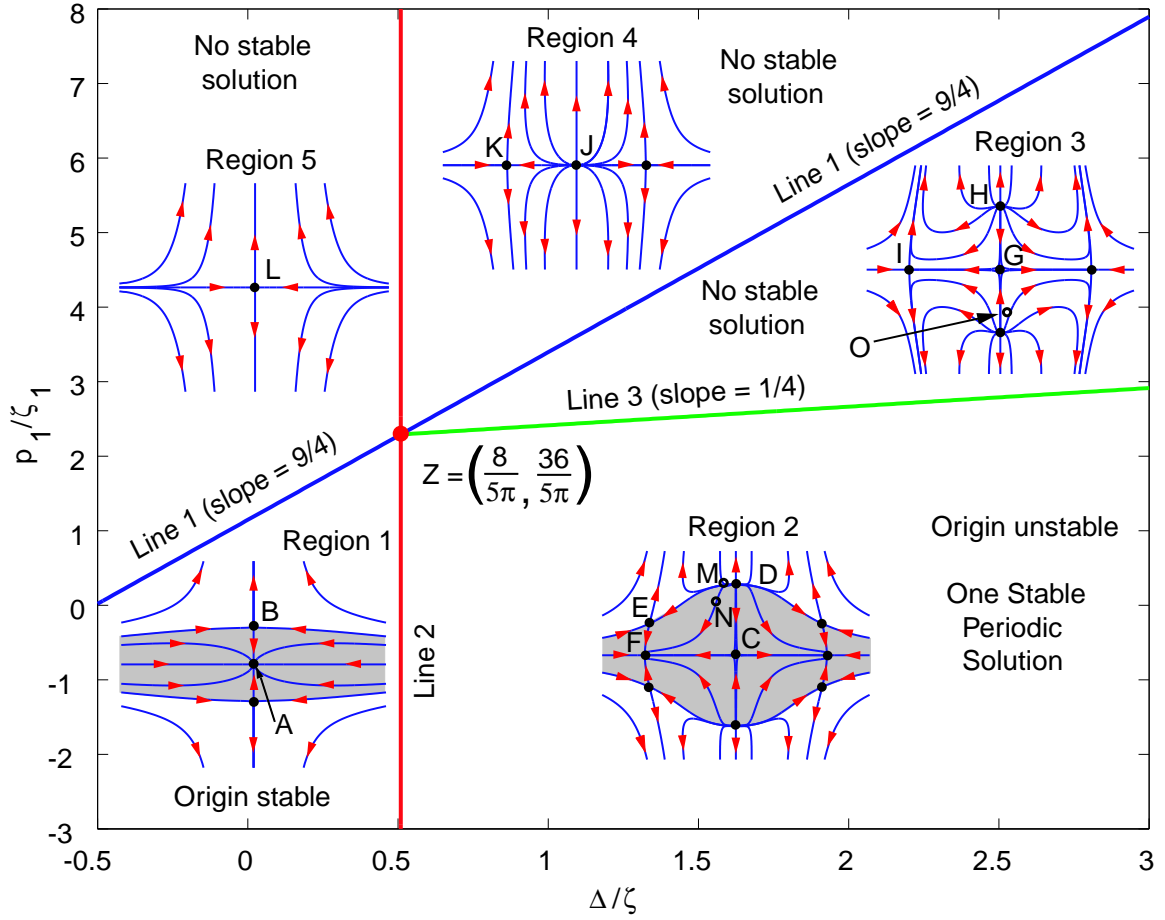 8
7
6
5
4
3
2
1
0
-1
-2
-3
p1/ζ1
-0.5
0
0.5
1
1.5
2
2.5
3
Δ/ζ
No stable
solution
Region 5
L
Region 4
K
J
No stable
solution
Line 1 (slope = 9/4)
Region 3
H
I
G
O
No stable
solution
Line 3 (slope = 1/4)
Z = (8/5π, 36/5π)
Line 1 (slope = 9/4)
Region 1
B
A
Origin stable
Line 2
Region 2
M
D
E
N
F
C
Origin unstable
One Stable
Periodic
Solution